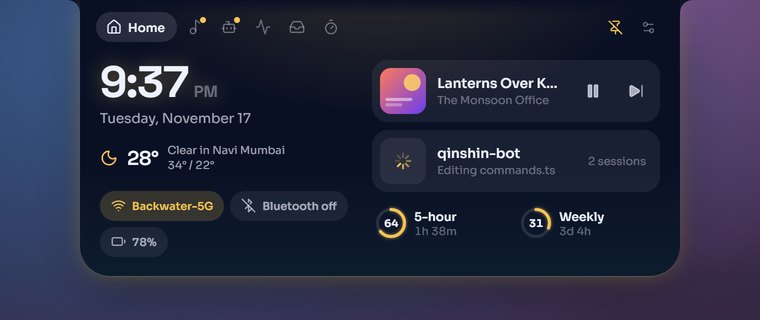 Home
9:37 PM
Tuesday, November 17
28°
Clear in Navi Mumbai
34° / 22°
Backwater-5G
Bluetooth off
78%
Lanterns Over K...
The Monsoon Office
qinshin-bot
Editing commands.ts
2 sessions
64
5-hour
1h 38m
31
Weekly
3d 4h